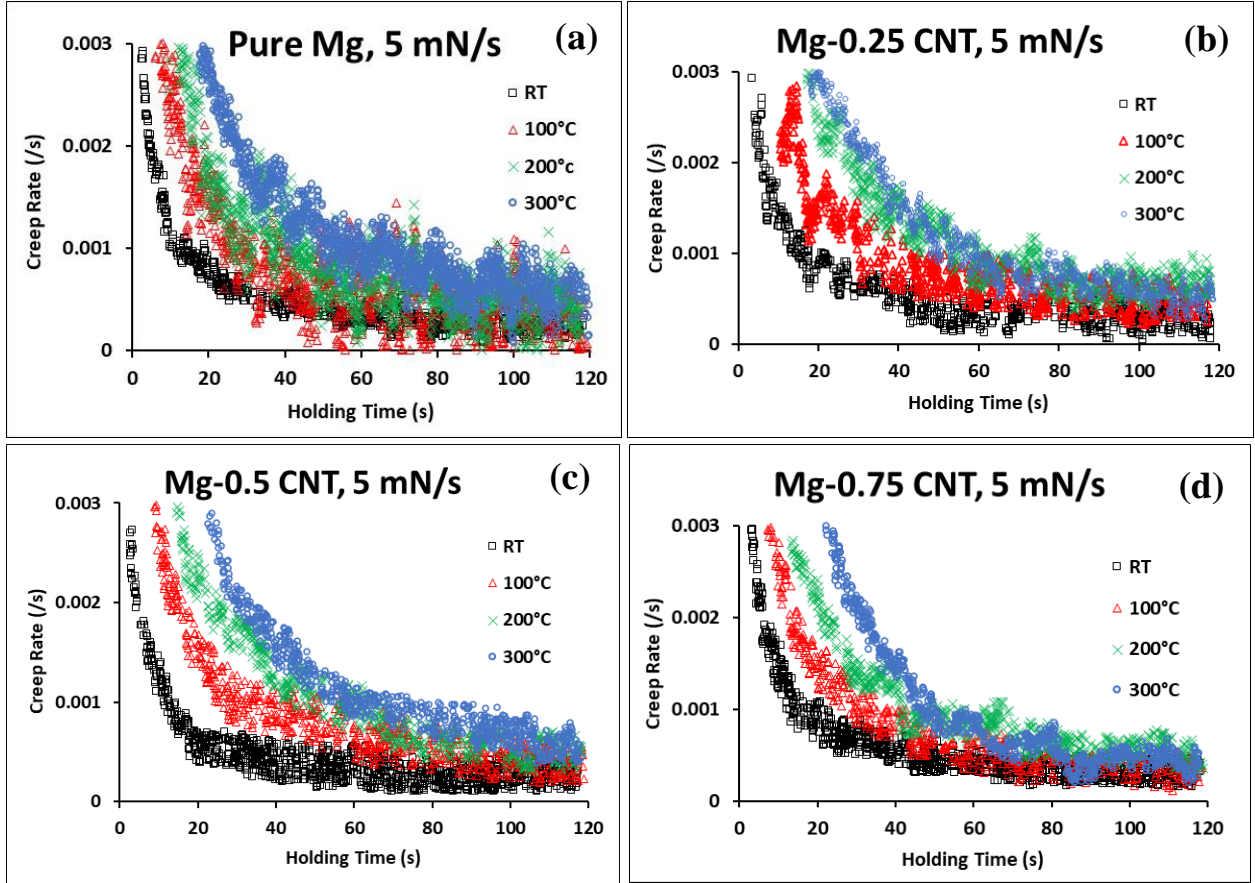 Pure Mg, 5 mN/s
(a)
Creep Rate (/s)
0.003
0.002
0.001
0
RT
100°C
200°c
300°C
0 20 40 60 80 100 120
Holding Time (s)
Mg-0.25 CNT, 5 mN/s
(b)
Creep Rate (/s)
0.003
0.002
0.001
0
RT
100°C
200°C
300°C
0 20 40 60 80 100 120
Holding Time (s)
Mg-0.5 CNT, 5 mN/s
(c)
Creep Rate (/s)
0.003
0.002
0.001
0
RT
100°C
200°C
300°C
0 20 40 60 80 100 120
Holding Time (s)
Mg-0.75 CNT, 5 mN/s
(d)
Creep Rate (/s)
0.003
0.002
0.001
0
RT
100°C
200°C
300°C
0 20 40 60 80 100 120
Holding Time (s)